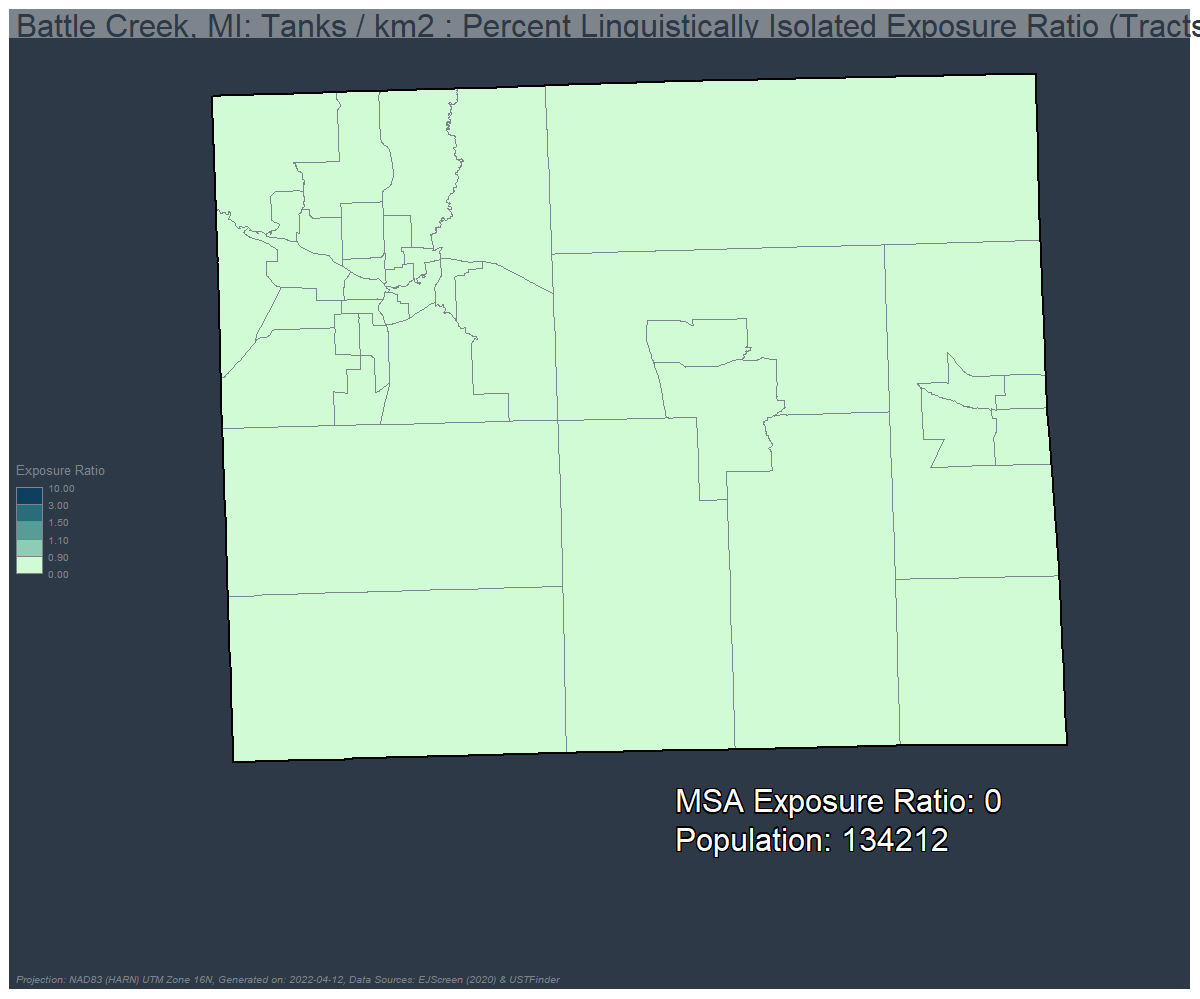 Battle Creek, MI: Tanks / km2 : Percent Linguistically Isolated Exposure Ratio (Tracts
Exposure Ratio
10.00
3.00
1.50
1.10
0.90
0.00
MSA Exposure Ratio: 0
Population: 134212
Projection: NAD83 (HARN) UTM Zone 16N, Generated on: 2022-04-12, Data Sources: EJScreen (2020) & USTFinder